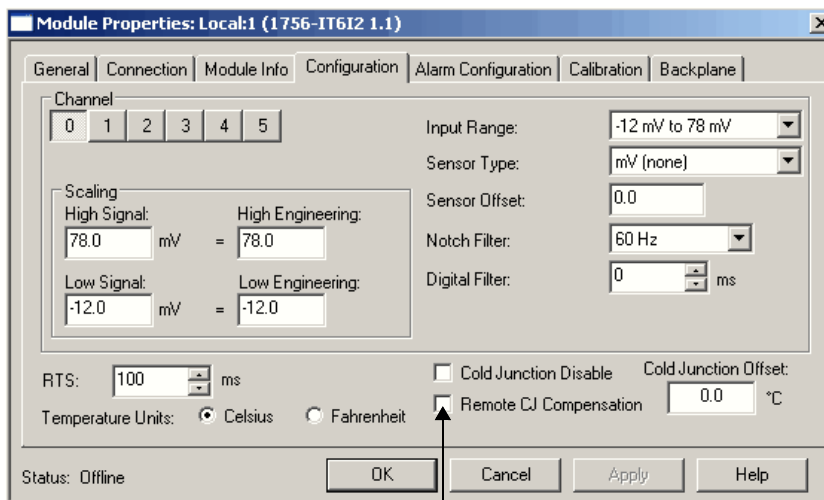 Module Properties: Local:1 (1756-IT6I2 1.1)
General Connection Module Info Configuration Alarm Configuration Calibration Backplane
Channel
0 1 2 3 4 5
Input Range: -12 mV to 78 mV
Sensor Type: mV (none)
Scaling
Sensor Offset: 0.0
High Signal: High Engineering:
78.0 mV = 78.0
Notch Filter: 60 Hz
Low Signal: Low Engineering:
Digital Filter: 0 ms
-12.0 mV = -12.0
RTS: 100 ms
Cold Junction Disable Cold Junction Offset:
Temperature Units: Celsius Fahrenheit
Remote CJ Compensation 0.0 °C
Status: Offline OK Cancel Apply Help